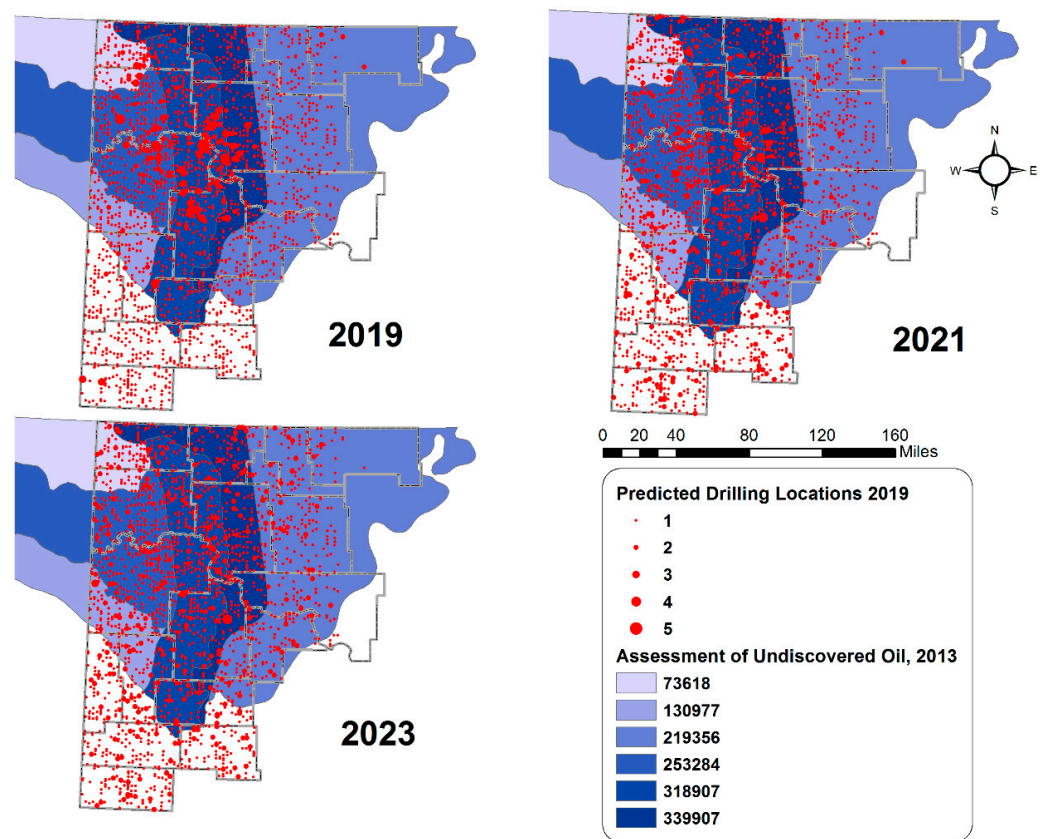 2019
2021
N
W E
S
2023
0 20 40 80 120 160
Miles
Predicted Drilling Locations 2019
1
2
3
4
5
Assessment of Undiscovered Oil, 2013
73618
130977
219356
253284
318907
339907